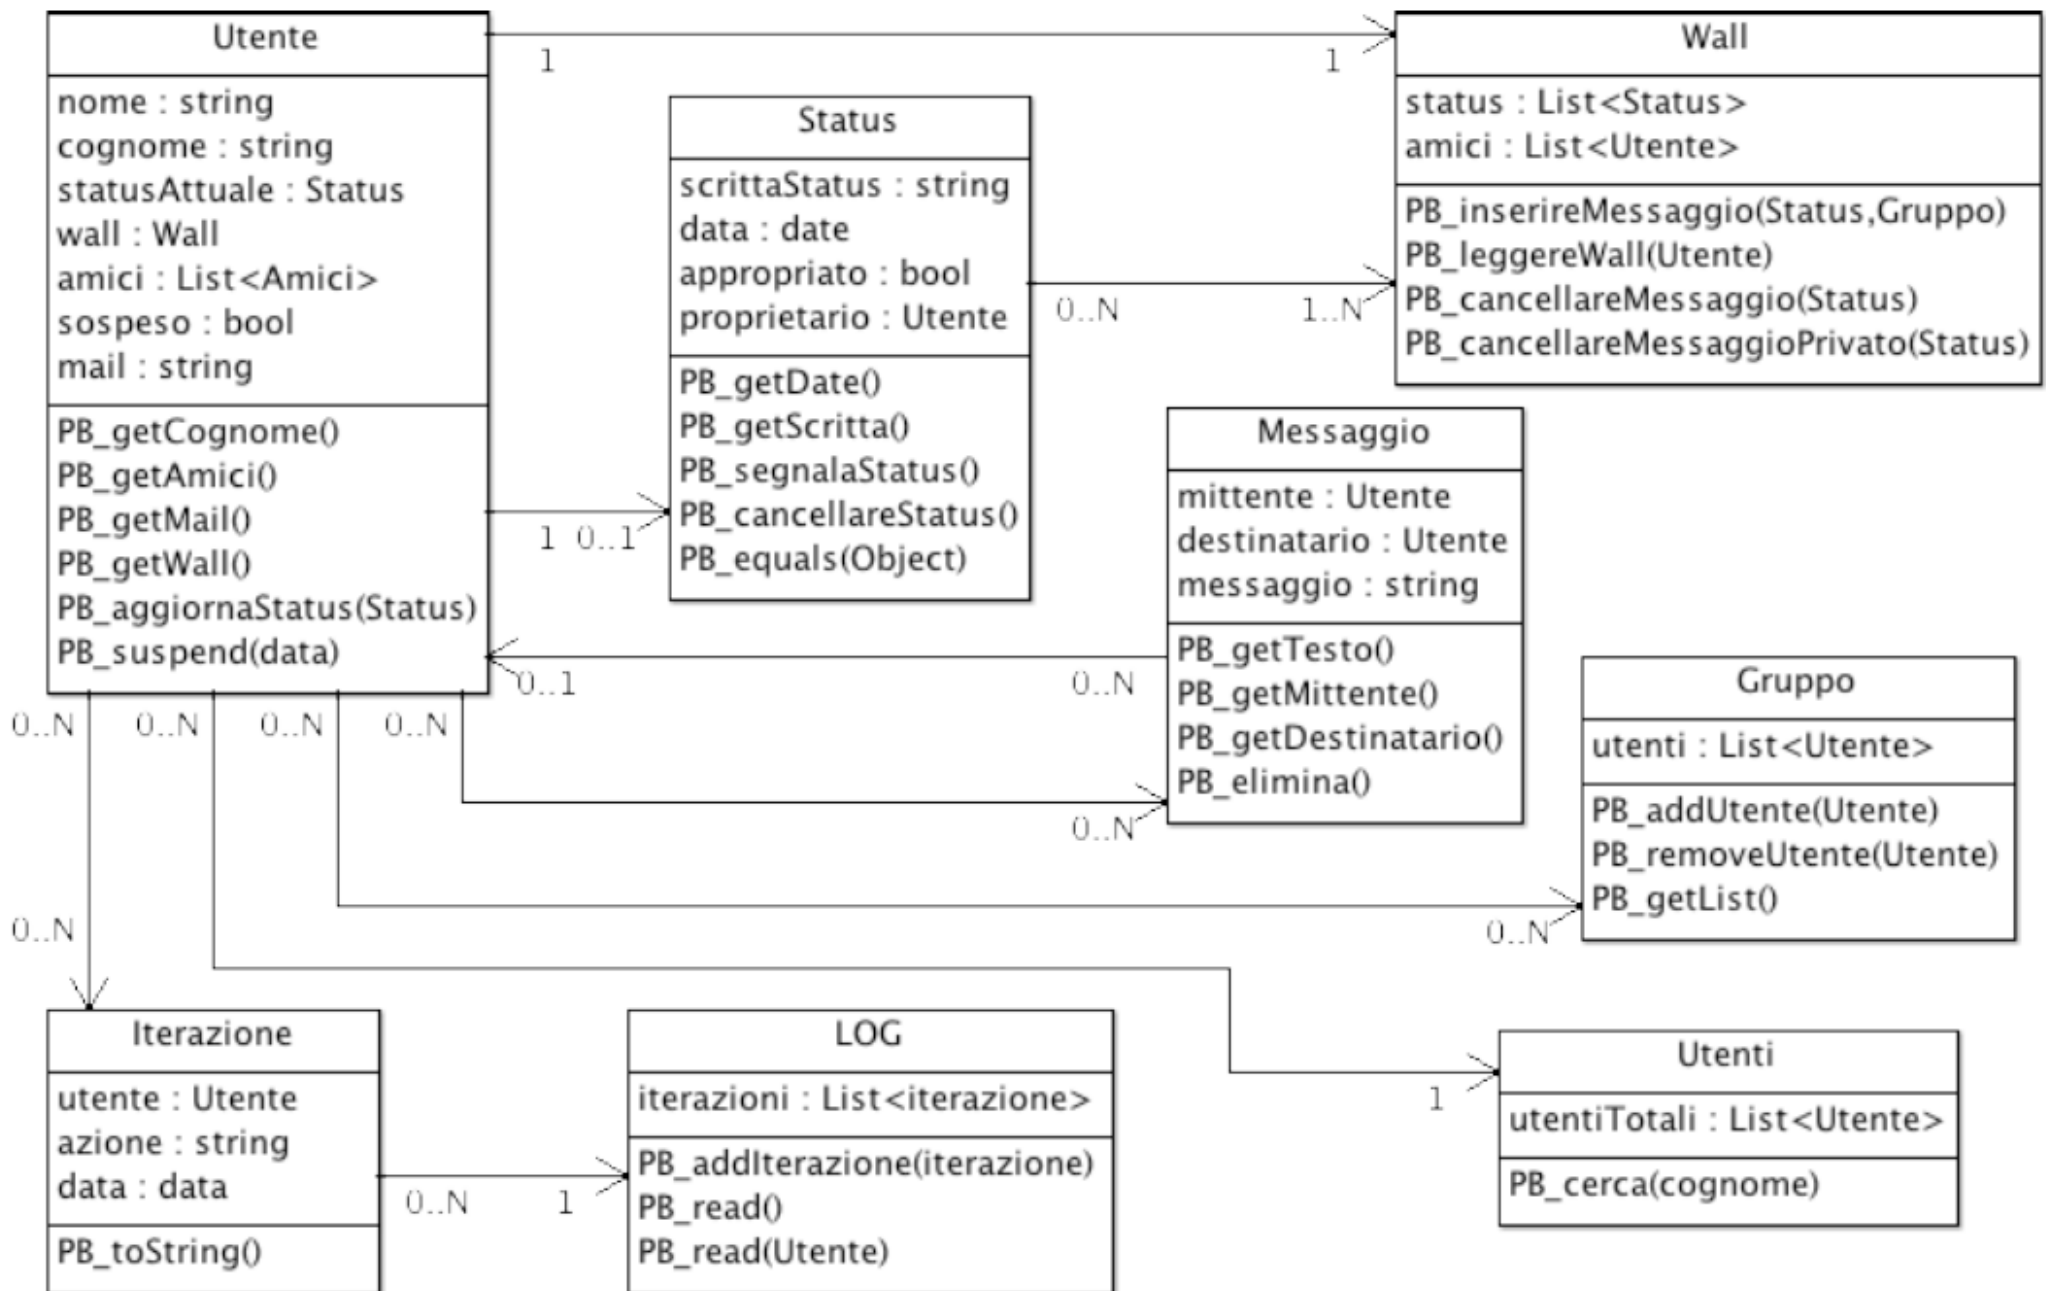 Utente
nome : string
cognome : string
statusAttuale : Status
wall : Wall
amici : List<Amici>
sospeso : bool
mail : string
PB_getCognome()
PB_getAmici()
PB_getMail()
PB_getWall()
PB_aggiornaStatus(Status)
PB_suspend(data)
1
1
Wall
status : List<Status>
amici : List<Utente>
PB_inserireMessaggio(Status,Gruppo)
PB_leggereWall(Utente)
PB_cancellareMessaggio(Status)
PB_cancellareMessaggioPrivato(Status)
Status
scrittaStatus : string
data : date
appropriato : bool
proprietario : Utente
PB_getDate()
PB_getScritta()
PB_segnalaStatus()
PB_cancellareStatus()
PB_equals(Object)
0..N
1..N
1
0..1
Messaggio
mittente : Utente
destinatario : Utente
messaggio : string
PB_getTesto()
PB_getMittente()
PB_getDestinatario()
PB_elimina()
0..1
0..N
0..N
0..N
0..N
0..N
0..N
Gruppo
utenti : List<Utente>
PB_addUtente(Utente)
PB_removeUtente(Utente)
PB_getList()
0..N
0..N
Iterazione
utente : Utente
azione : string
data : data
PB_toString()
0..N
1
LOG
iterazioni : List<iterazione>
PB_addIterazione(iterazione)
PB_read()
PB_read(Utente)
1
Utenti
utentiTotali : List<Utente>
PB_cerca(cognome)